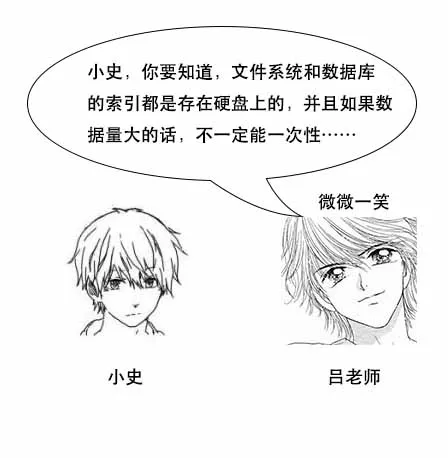 小史，你要知道，文件系统和数据库
的索引都是存在硬盘上的，并且如果数
据量大的话，不一定能一次性……
微微一笑
小史
吕老师